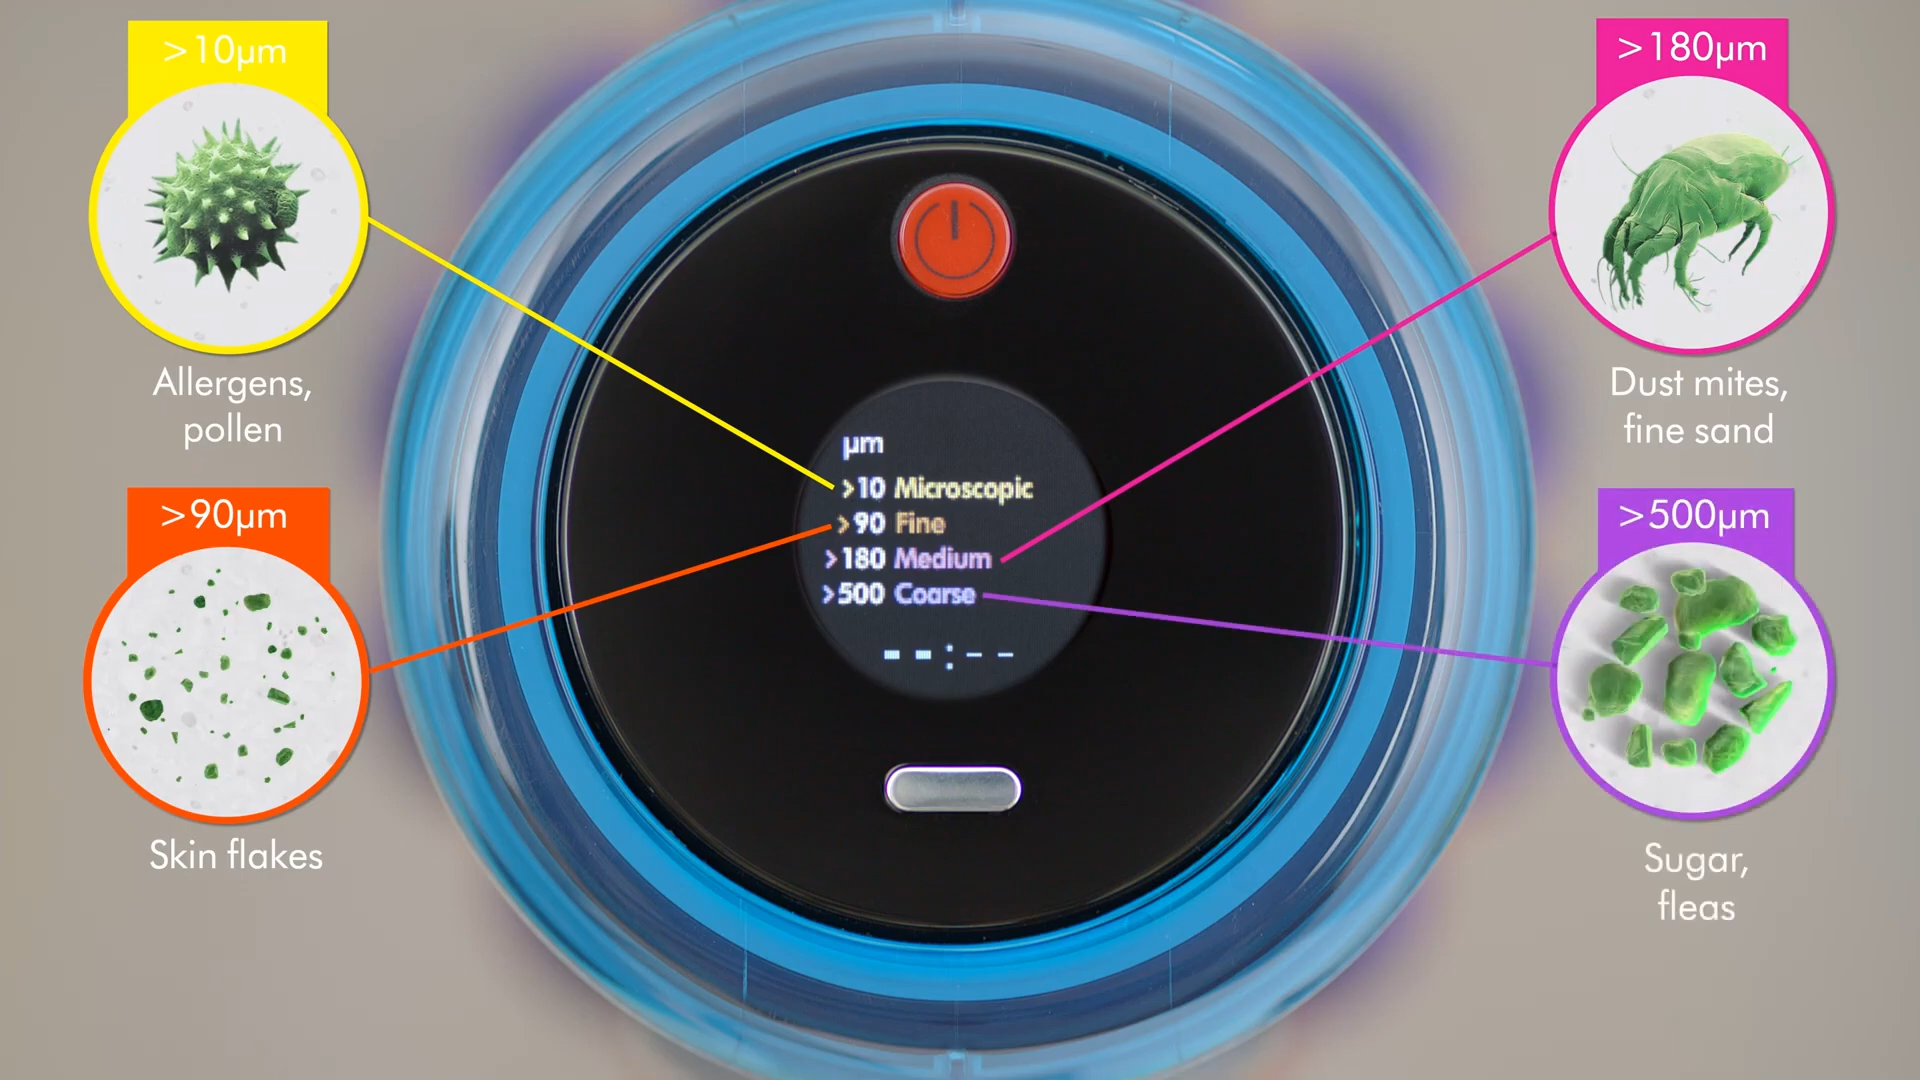 >10µm
Allergens,
pollen
>90µm
Skin flakes
µm
>10 Microscopic
>90 Fine
>180 Medium
>500 Coarse
--:--
>180µm
Dust mites,
fine sand
>500µm
Sugar,
fleas